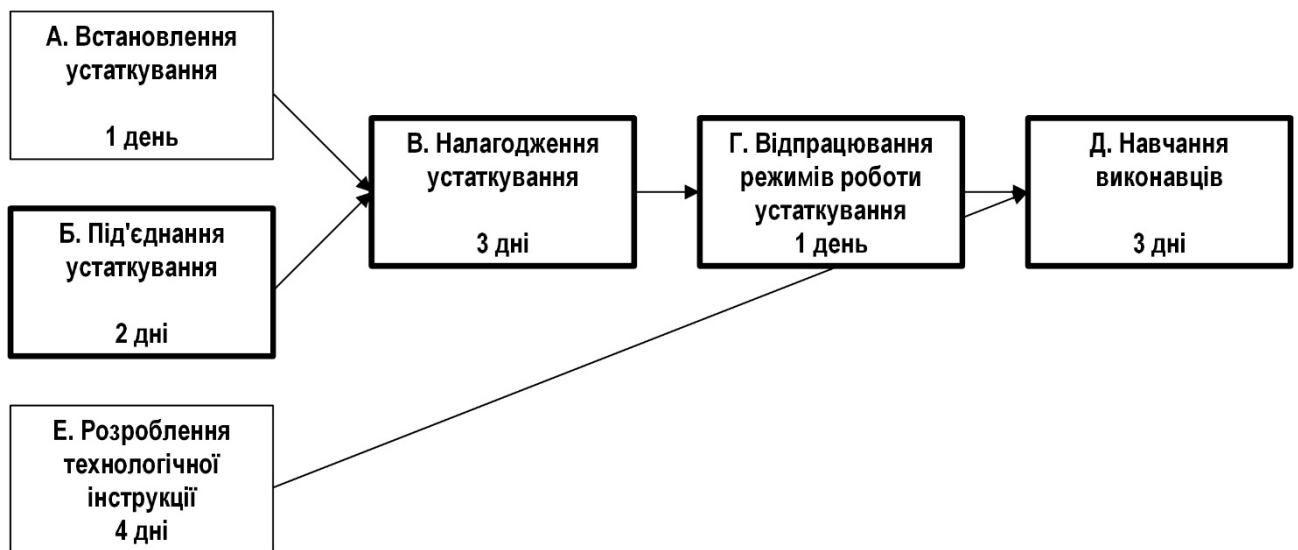 А. Встановлення
устаткування
1 день
Б. Під'єднання
устаткування
2 дні
В. Налагодження
устаткування
3 дні
Г. Відпрацювання
режимів роботи
устаткування
1 день
Д. Навчання
виконавців
3 дні
Е. Розроблення
технологічної
інструкції
4 дні